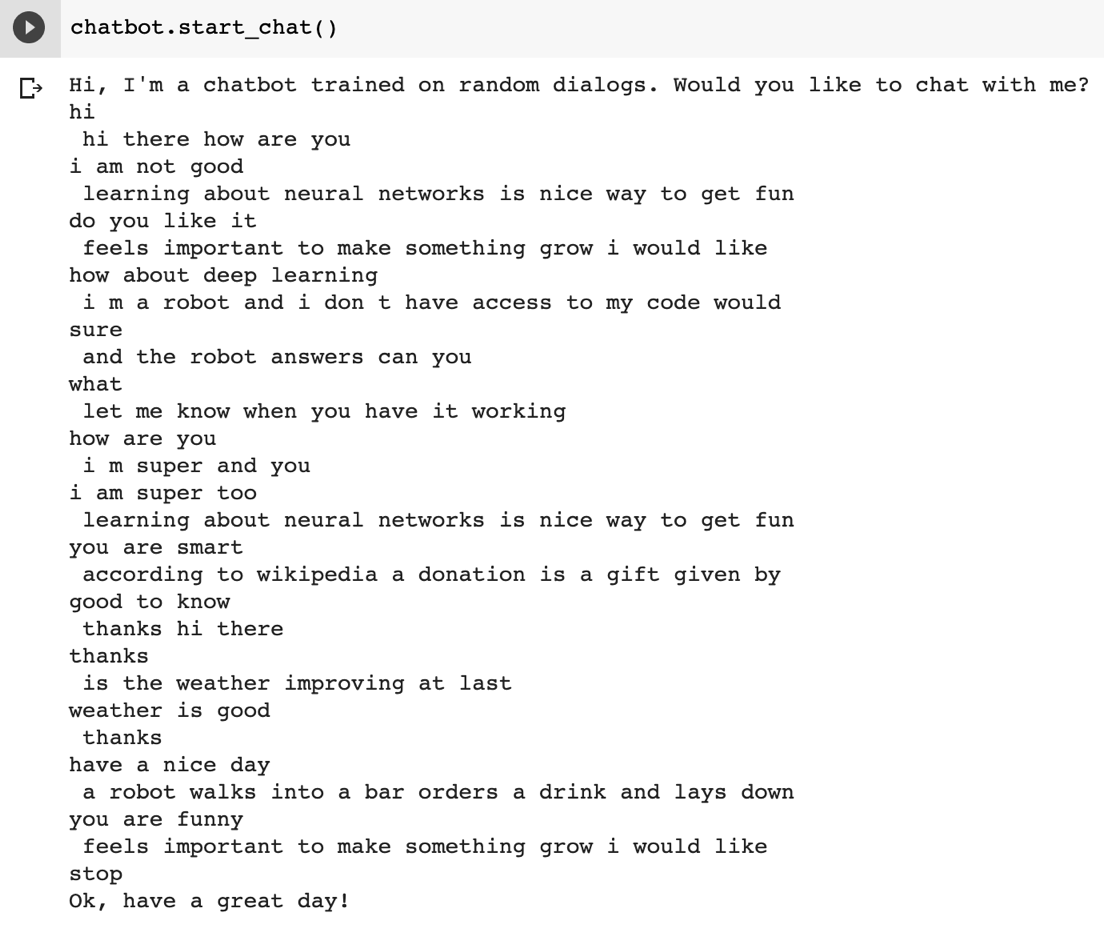 chatbot.start_chat()
Hi, I'm a chatbot trained on random dialogs. Would you like to chat with me?
hi
hi there how are you
i am not good
learning about neural networks is nice way to get fun
do you like it
feels important to make something grow i would like
how about deep learning
i m a robot and i don t have access to my code would
sure
and the robot answers can you
what
let me know when you have it working
how are you
i m super and you
i am super too
learning about neural networks is nice way to get fun
you are smart
according to wikipedia a donation is a gift given by
good to know
thanks hi there
thanks
is the weather improving at last
weather is good
thanks
have a nice day
a robot walks into a bar orders a drink and lays down
you are funny
feels important to make something grow i would like
stop
Ok, have a great day!